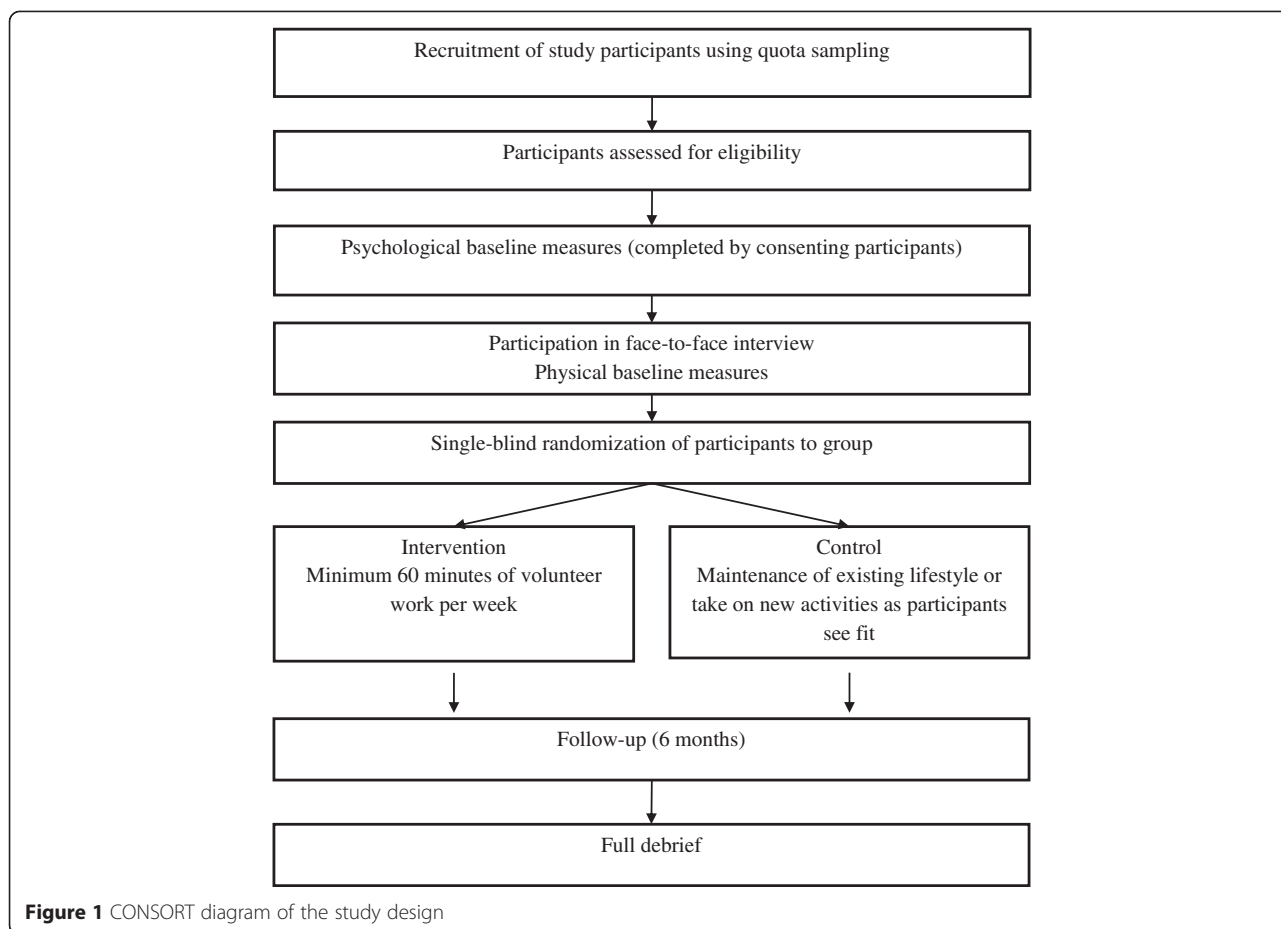 Recruitment of study participants using quota sampling
Participants assessed for eligibility
Psychological baseline measures (completed by consenting participants)
Participation in face-to-face interview
Physical baseline measures
Single-blind randomization of participants to group
Intervention
Minimum 60 minutes of volunteer
work per week
Control
Maintenance of existing lifestyle or
take on new activities as participants
see fit
Follow-up (6 months)
Full debrief
Figure 1 CONSORT diagram of the study design